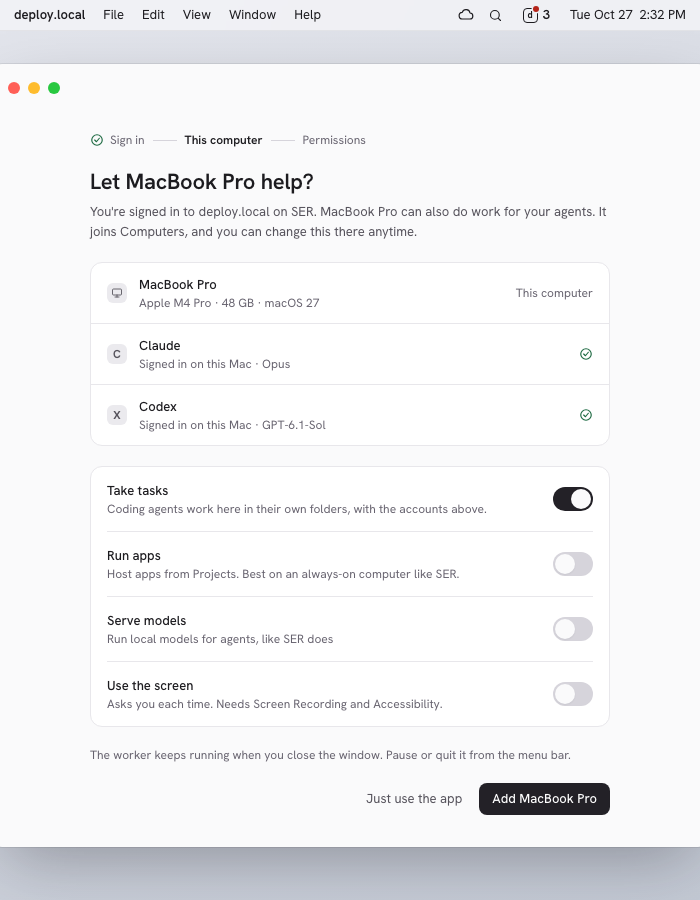 deploy.local File Edit View Window Help d 3 Tue Oct 27 2:32 PM
Sign in This computer Permissions
Let MacBook Pro help?
You're signed in to deploy.local on SER. MacBook Pro can also do work for your agents. It
joins Computers, and you can change this there anytime.
MacBook Pro
Apple M4 Pro · 48 GB · macOS 27
This computer
C
Claude
Signed in on this Mac · Opus
X
Codex
Signed in on this Mac · GPT-6.1-Sol
Take tasks
Coding agents work here in their own folders, with the accounts above.
Run apps
Host apps from Projects. Best on an always-on computer like SER.
Serve models
Run local models for agents, like SER does
Use the screen
Asks you each time. Needs Screen Recording and Accessibility.
The worker keeps running when you close the window. Pause or quit it from the menu bar.
Just use the app Add MacBook Pro